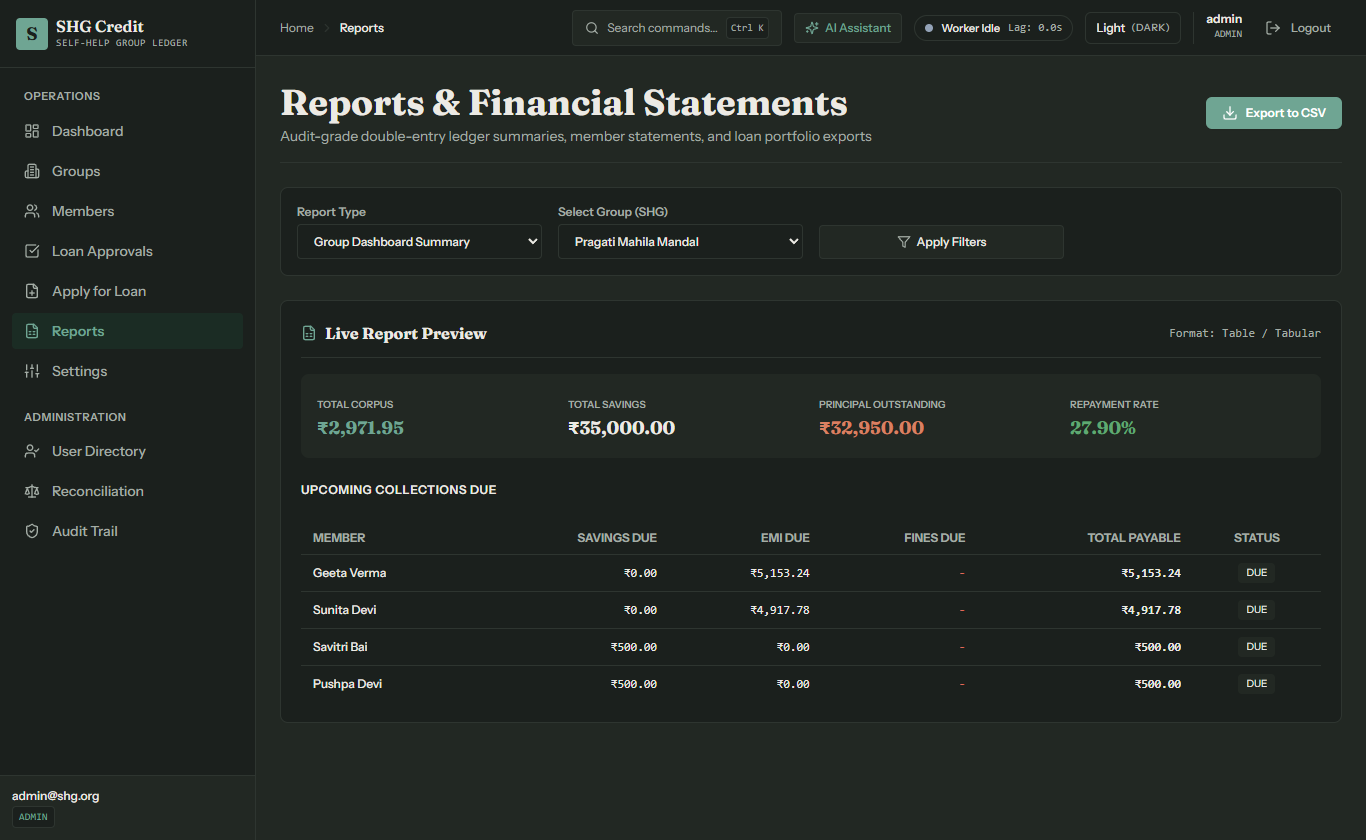 S
SHG Credit
SELF-HELP GROUP LEDGER
OPERATIONS
Dashboard
Groups
Members
Loan Approvals
Apply for Loan
Reports
Settings
ADMINISTRATION
User Directory
Reconciliation
Audit Trail
admin@shg.org
ADMIN
Home Reports
Search commands... Ctrl K
AI Assistant
Worker Idle Lag: 0.0s
Light (DARK)
admin
ADMIN
Logout
Reports & Financial Statements
Audit-grade double-entry ledger summaries, member statements, and loan portfolio exports
Export to CSV
Report Type Select Group (SHG)
Group Dashboard Summary Pragati Mahila Mandal Apply Filters
Live Report Preview Format: Table / Tabular
TOTAL CORPUS TOTAL SAVINGS PRINCIPAL OUTSTANDING REPAYMENT RATE
₹2,971.95 ₹35,000.00 ₹32,950.00 27.90%
UPCOMING COLLECTIONS DUE
MEMBER SAVINGS DUE EMI DUE FINES DUE TOTAL PAYABLE STATUS
Geeta Verma ₹0.00 ₹5,153.24 - ₹5,153.24 DUE
Sunita Devi ₹0.00 ₹4,917.78 - ₹4,917.78 DUE
Savitri Bai ₹500.00 ₹0.00 - ₹500.00 DUE
Pushpa Devi ₹500.00 ₹0.00 - ₹500.00 DUE